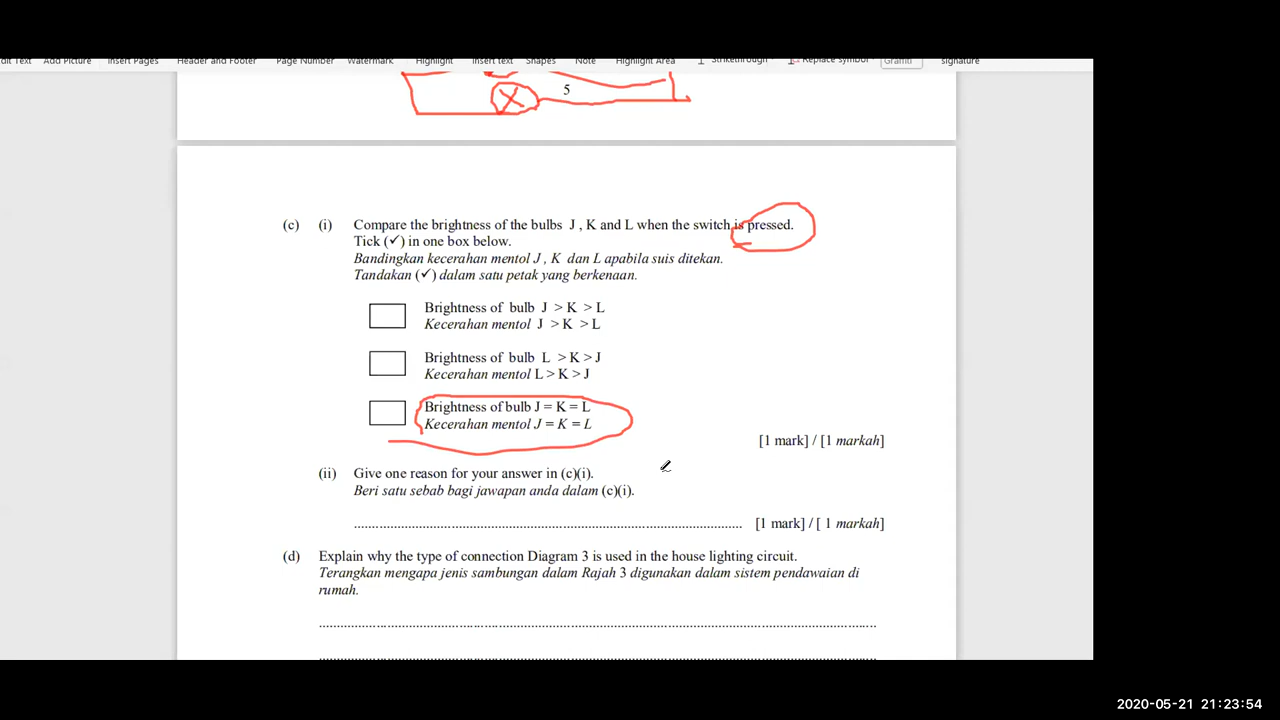 dit Text Add Picture Insert Pages Header and Footer Page Number Watermark Highlight Insert text Shapes Note Highlight Area Strikethrough Replace symbol Graffiti signature
5
(c) (i) Compare the brightness of the bulbs J , K and L when the switch is pressed.
Tick (✓) in one box below.
Bandingkan kecerahan mentol J , K dan L apabila suis ditekan.
Tandakan (✓) dalam satu petak yang berkenaan.
Brightness of bulb J > K > L
Kecerahan mentol J > K > L
Brightness of bulb L > K > J
Kecerahan mentol L > K > J
Brightness of bulb J = K = L
Kecerahan mentol J = K = L
[1 mark] / [1 markah]
(ii) Give one reason for your answer in (c)(i).
Beri satu sebab bagi jawapan anda dalam (c)(i).
.......................................................................................... [1 mark] / [ 1 markah]
(d) Explain why the type of connection Diagram 3 is used in the house lighting circuit.
Terangkan mengapa jenis sambungan dalam Rajah 3 digunakan dalam sistem pendawaian di
rumah.
2020-05-21 21:23:54